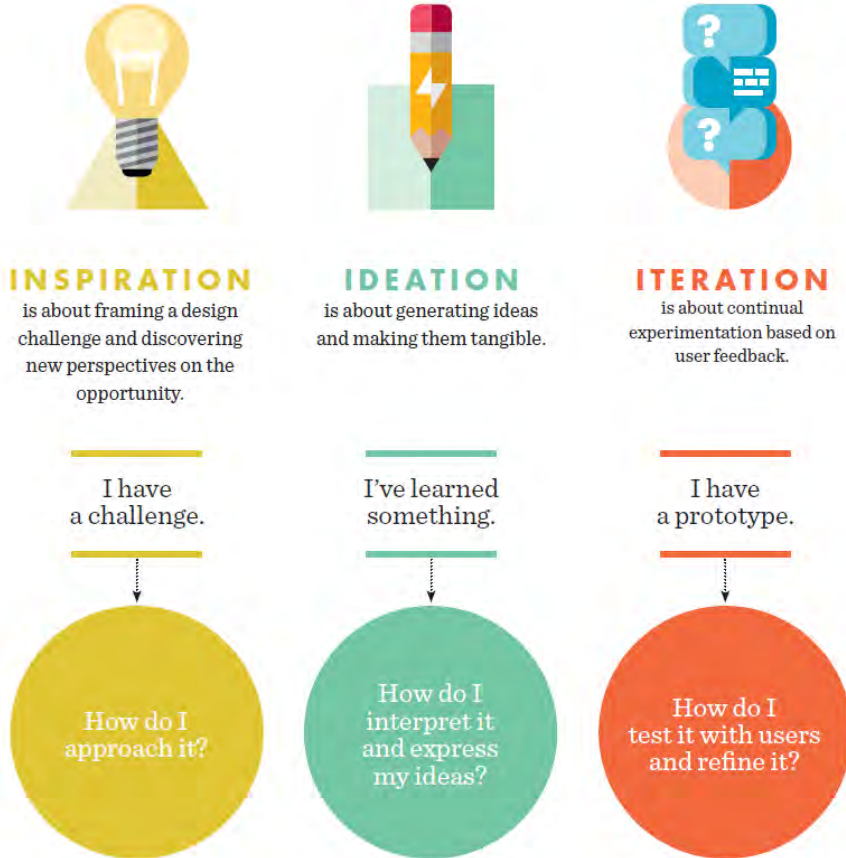 ?
?
INSPIRATION
is about framing a design
challenge and discovering
new perspectives on the
opportunity.
I have
a challenge.
How do I
approach it?
IDEATION
is about generating ideas
and making them tangible.
I've learned
something.
How do I
interpret it
and express
my ideas?
ITERATION
is about continual
experimentation based on
user feedback.
I have
a prototype.
How do I
test it with users
and refine it?